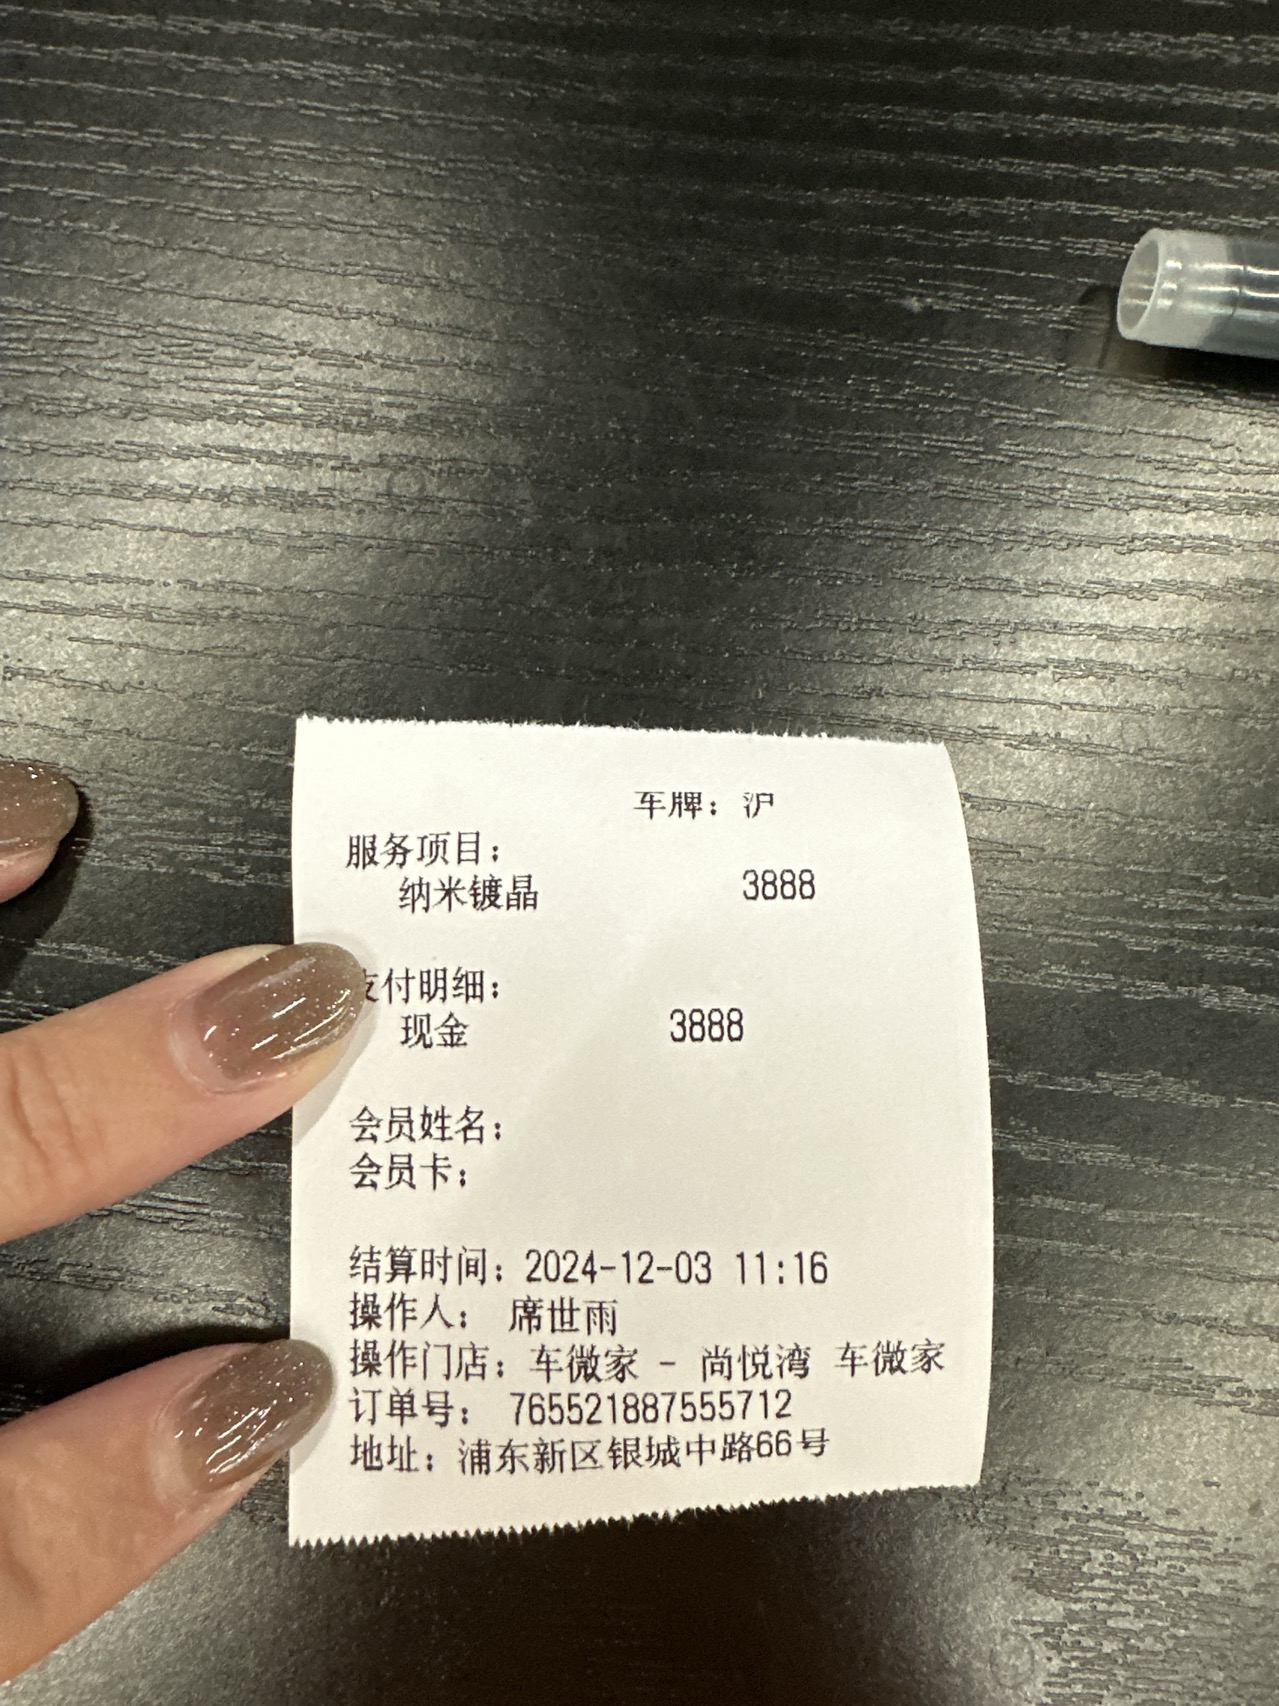 车牌：沪
服务项目：
纳米镀晶 3888
支付明细：
现金 3888
会员姓名：
会员卡：
结算时间：2024-12-03 11:16
操作人： 席世雨
操作门店：车微家 - 尚悦湾 车微家
订单号： 765521887555712
地址：浦东新区银城中路66号